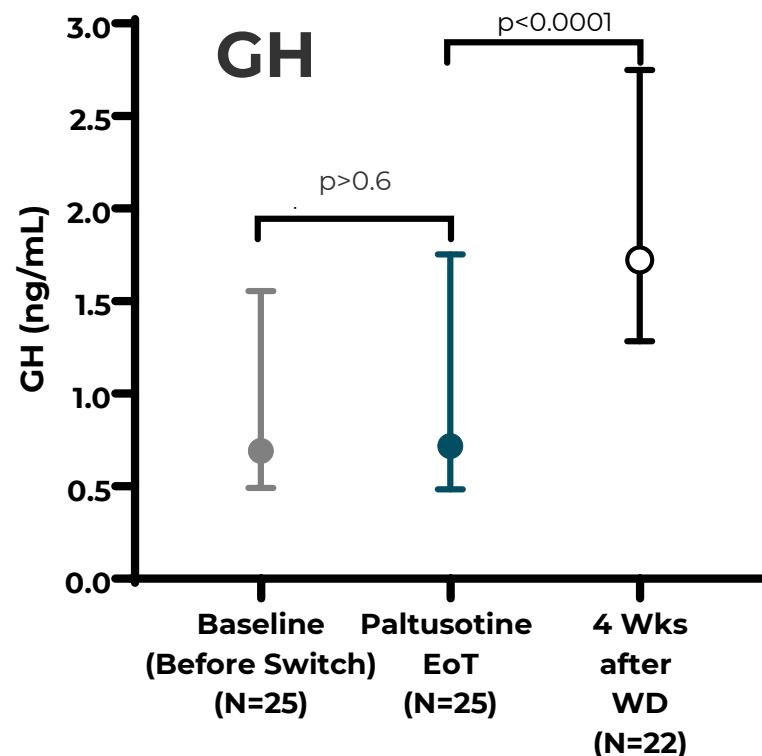 GH
p<0.0001
p>0.6
GH (ng/mL)
3.0
2.5
2.0
1.5
1.0
0.5
0.0
Baseline
(Before Switch)
(N=25)
Paltusotine
EoT
(N=25)
4 Wks
after
WD
(N=22)